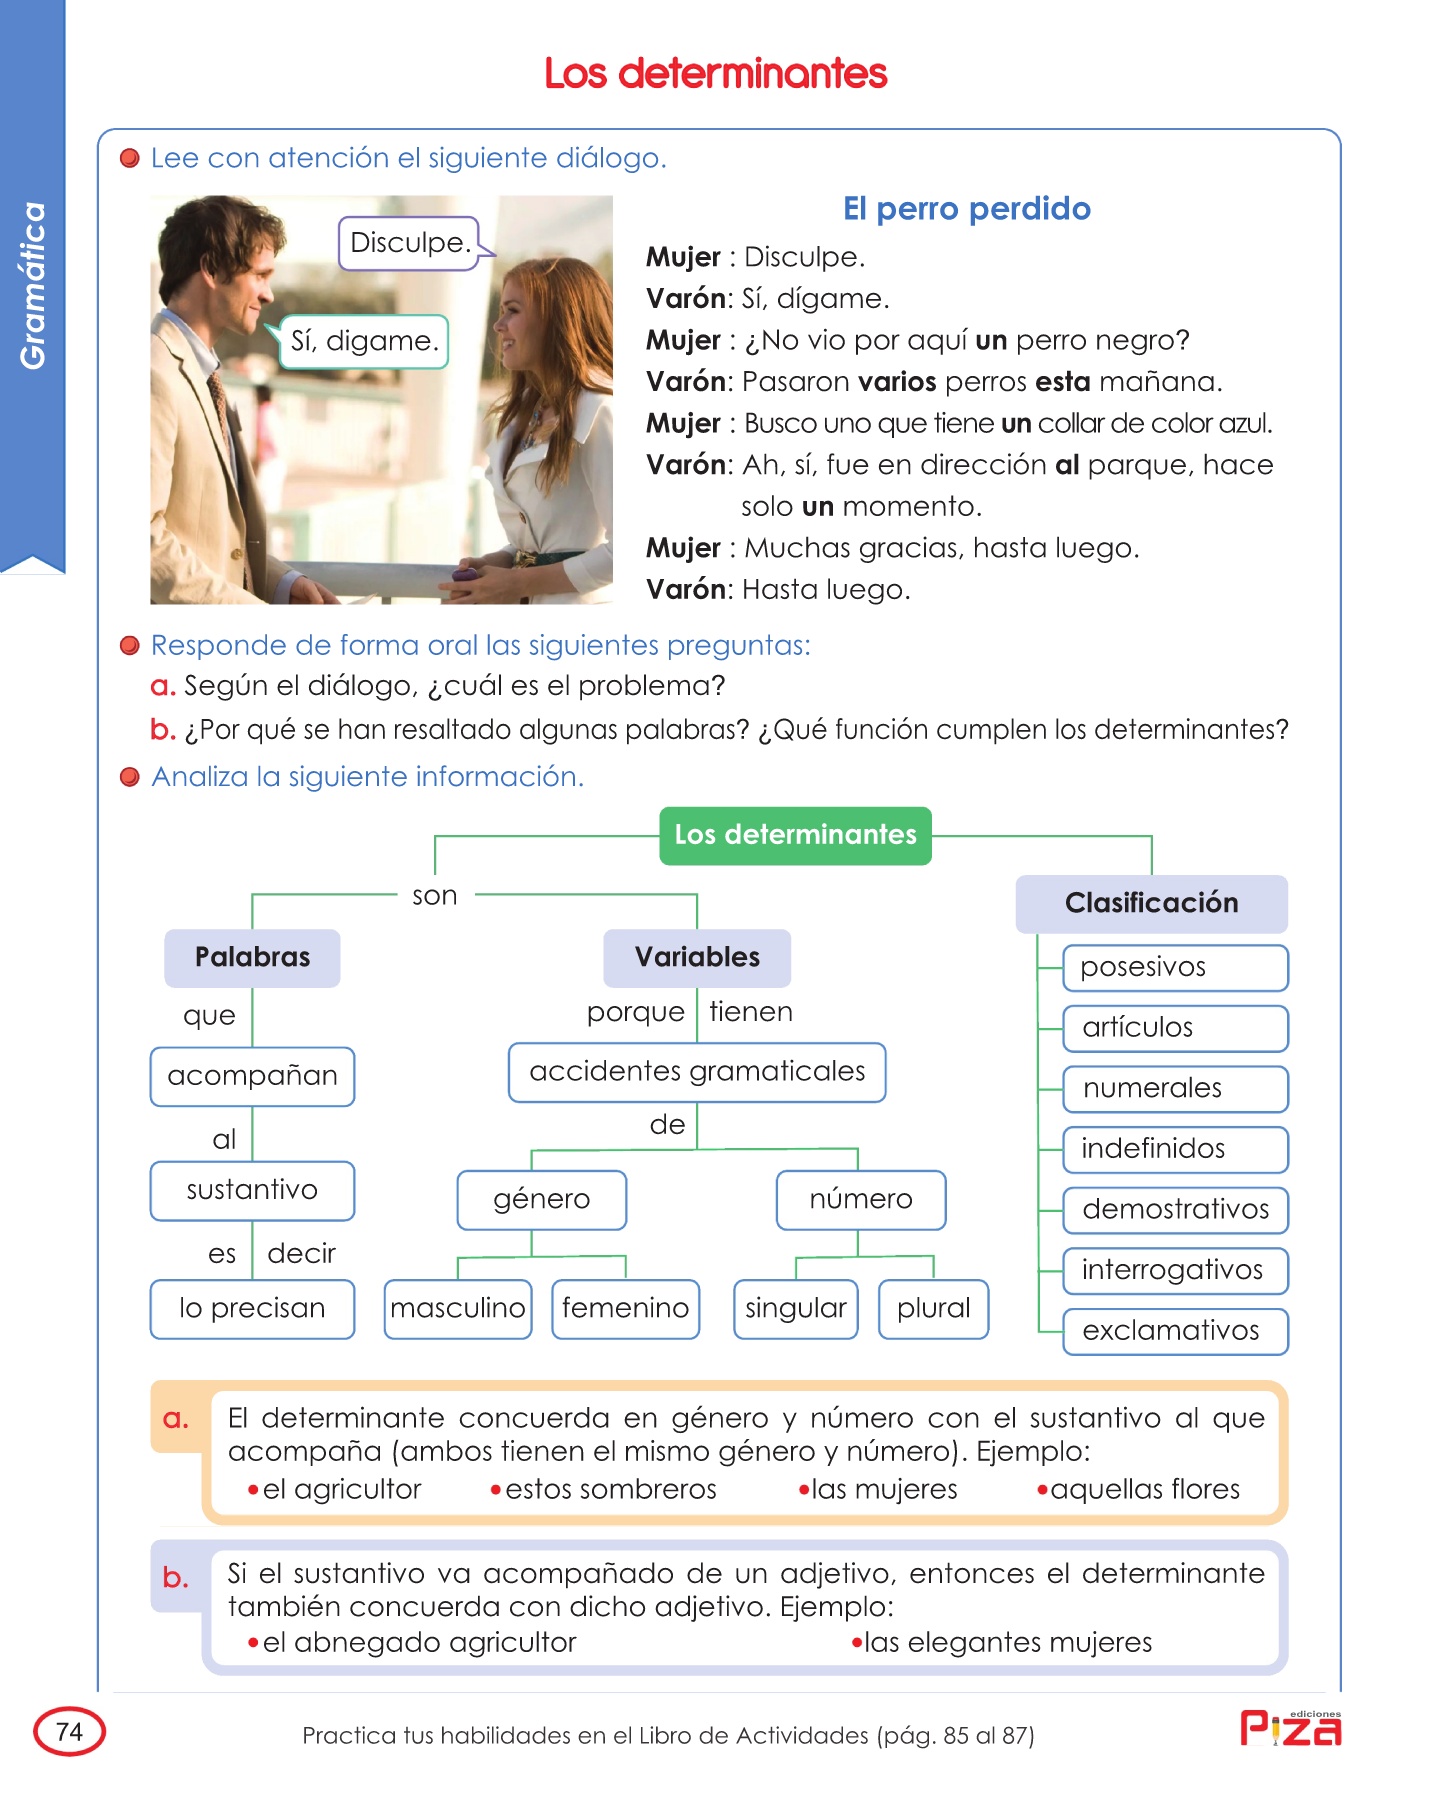 Los determinantes
Gramática
Lee con atención el siguiente diálogo.
Disculpe.
Sí, digame.
El perro perdido
Mujer : Disculpe.
Varón: Sí, dígame.
Mujer : ¿No vio por aquí un perro negro?
Varón: Pasaron varios perros esta mañana.
Mujer : Busco uno que tiene un collar de color azul.
Varón: Ah, sí, fue en dirección al parque, hace
solo un momento.
Mujer : Muchas gracias, hasta luego.
Varón: Hasta luego.
Responde de forma oral las siguientes preguntas:
a. Según el diálogo, ¿cuál es el problema?
b. ¿Por qué se han resaltado algunas palabras? ¿Qué función cumplen los determinantes?
Analiza la siguiente información.
Los determinantes
son
Palabras
que
acompañan
al
sustantivo
es decir
lo precisan
Variables
porque tienen
accidentes gramaticales
de
género
número
masculino
femenino
singular
plural
Clasificación
posesivos
artículos
numerales
indefinidos
demostrativos
interrogativos
exclamativos
a. El determinante concuerda en género y número con el sustantivo al que
acompaña (ambos tienen el mismo género y número). Ejemplo:
•el agricultor •estos sombreros •las mujeres •aquellas flores
b. Si el sustantivo va acompañado de un adjetivo, entonces el determinante
también concuerda con dicho adjetivo. Ejemplo:
•el abnegado agricultor •las elegantes mujeres
74
Practica tus habilidades en el Libro de Actividades (pág. 85 al 87)
ediciones
Piza